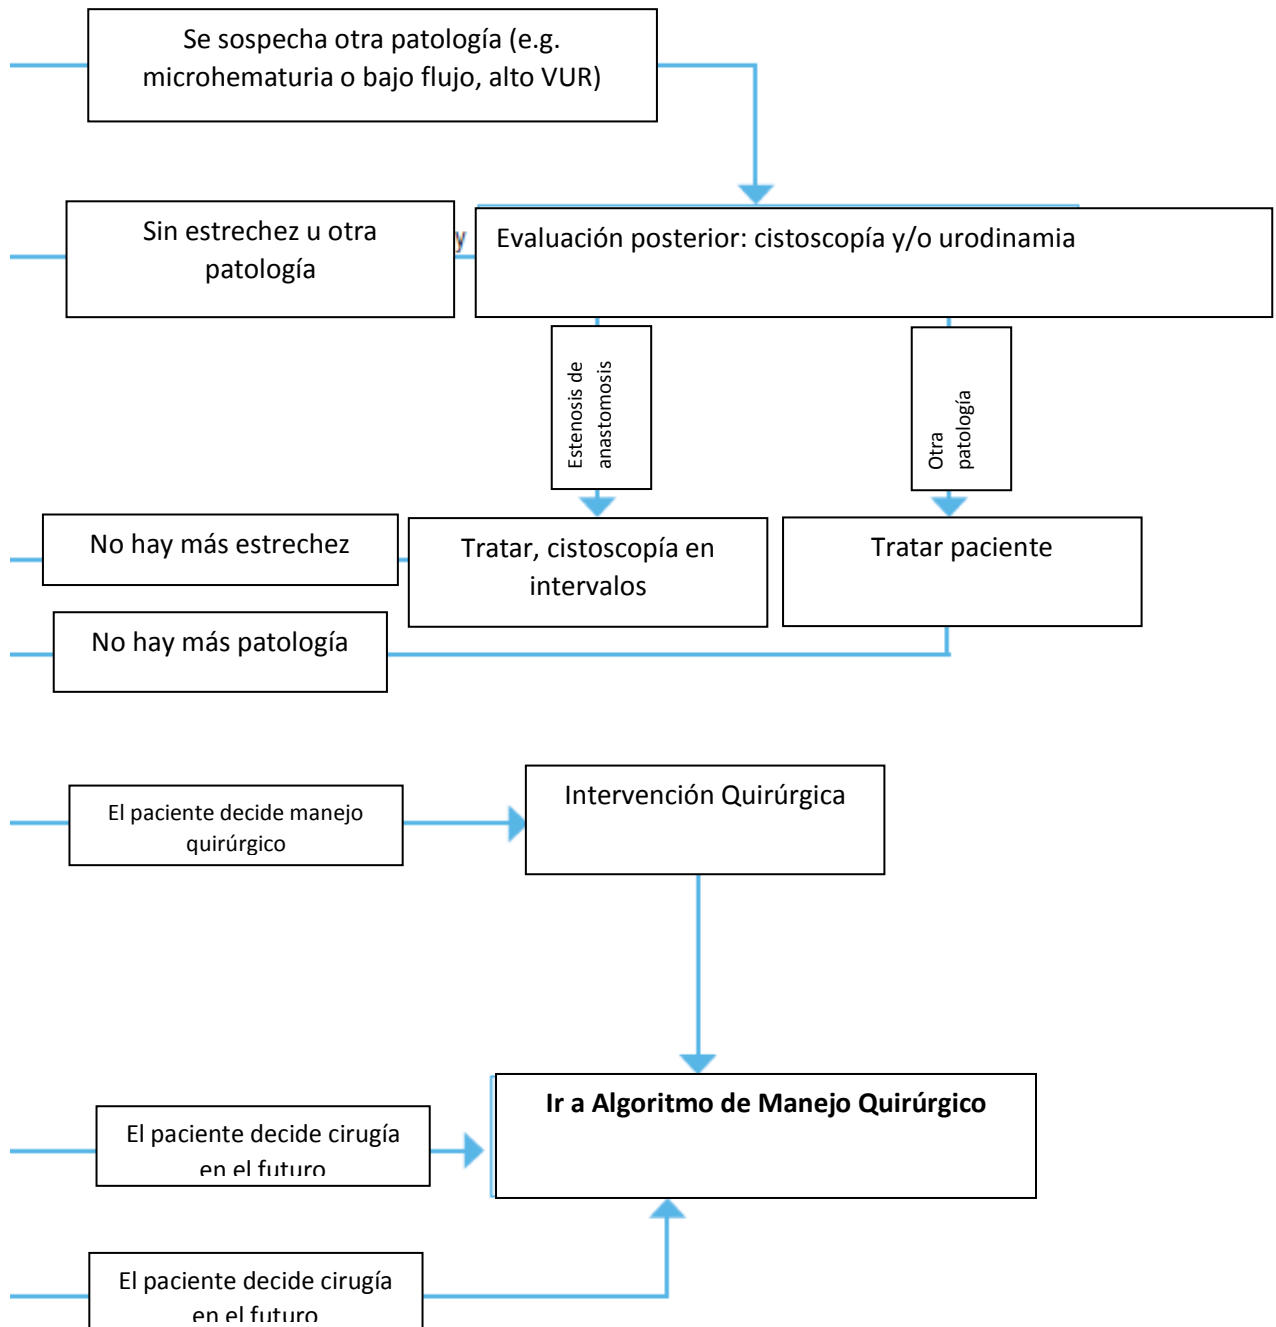 Se sospecha otra patología (e.g.
microhematuria o bajo flujo, alto VUR)
Sin estrechez u otra
patología
y
Evaluación posterior: cistoscopía y/o urodinamia
Estenosis de
anastomosis
Otra
patología
No hay más estrechez
Tratar, cistoscopía en
intervalos
Tratar paciente
No hay más patología
El paciente decide manejo
quirúrgico
Intervención Quirúrgica
Ir a Algoritmo de Manejo Quirúrgico
El paciente decide cirugía
en el futuro
El paciente decide cirugía
en el futuro